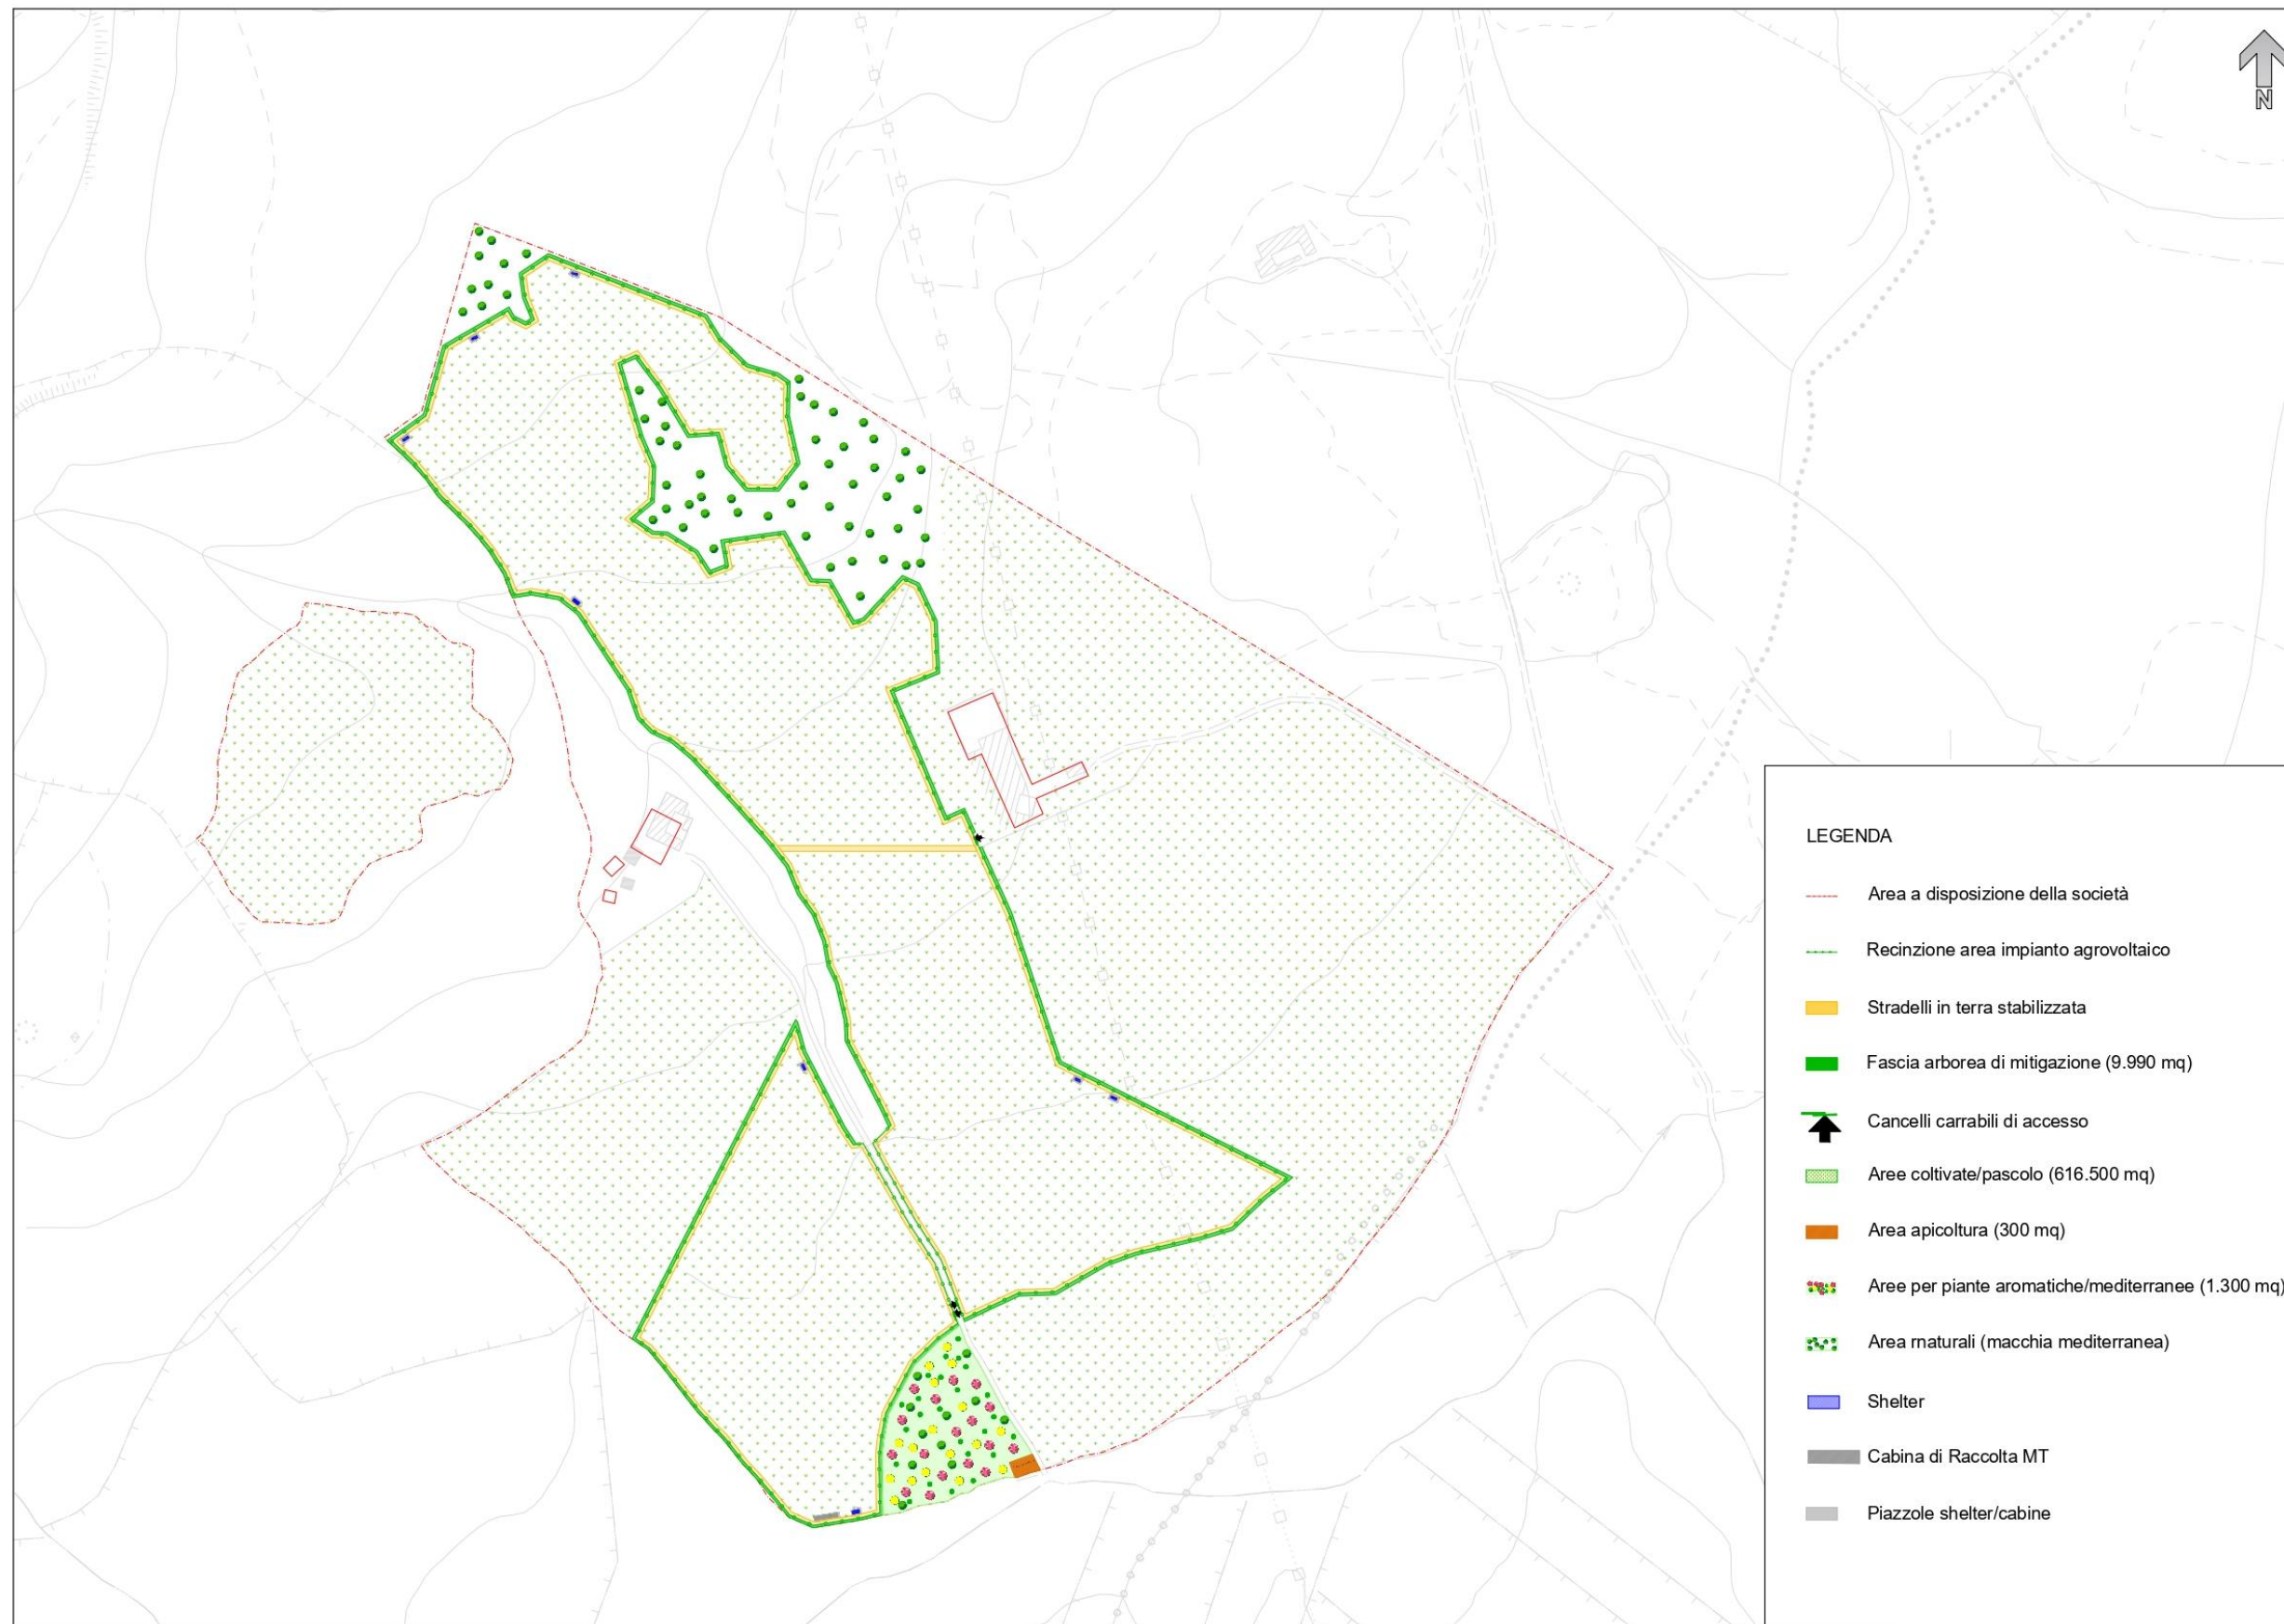 N
LEGENDA
Area a disposizione della società
Recinzione area impianto agrovoltaico
Stradelli in terra stabilizzata
Fascia arborea di mitigazione (9.990 mq)
Cancelli carrabili di accesso
Aree coltivate/pascolo (616.500 mq)
Area apicoltura (300 mq)
Aree per piante aromatiche/mediterranee (1.300 mq)
Area rnaturali (macchia mediterranea)
Shelter
Cabina di Raccolta MT
Piazzole shelter/cabine